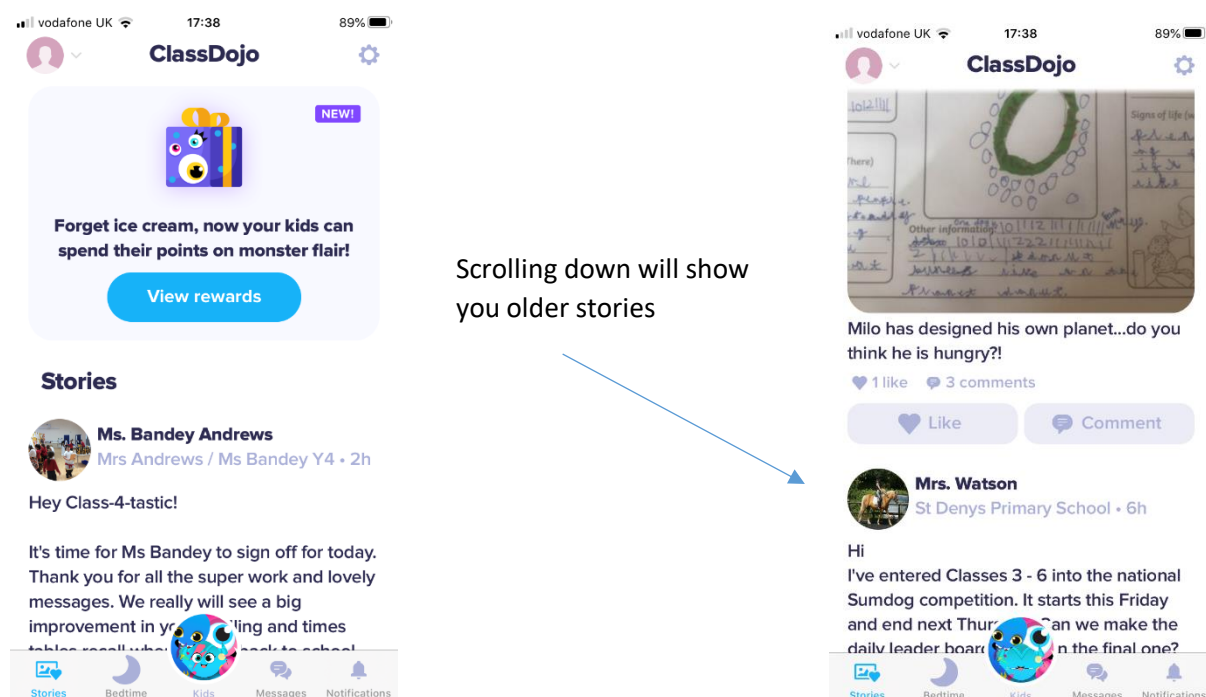 vodafone UK 17:38 89%
ClassDojo
NEW!
Forget ice cream, now your kids can
spend their points on monster flair!
View rewards
Stories
Ms. Bandey Andrews
Mrs Andrews / Ms Bandey Y4 • 2h
Hey Class-4-tastic!
It's time for Ms Bandey to sign off for today.
Thank you for all the super work and lovely
messages. We really will see a big
improvement in and times
Stories Bedtime Kids Messages Notifications
Scrolling down will show
you older stories
vodafone UK 17:38 89%
ClassDojo
Signs of life
Other information
Milo has designed his own planet...do you
think he is hungry?!
1 like 3 comments
Like Comment
Mrs. Watson
St Denys Primary School • 6h
Hi
I've entered Classes 3 - 6 into the national
Sumdog competition. It starts this Friday
and end next Can we make the
daily leader the final one?
Stories Bedtime Kids Messages Notifications